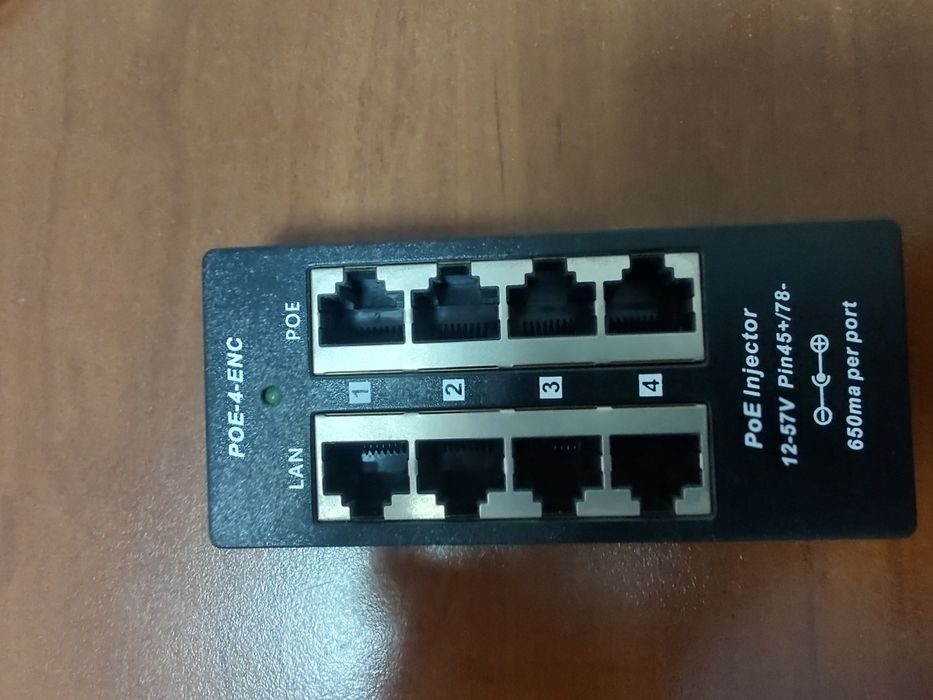 POE-4-ENC
LAN POE
1
2
3
4
PoE Injector
12-57V Pin45+/78-
650ma per port